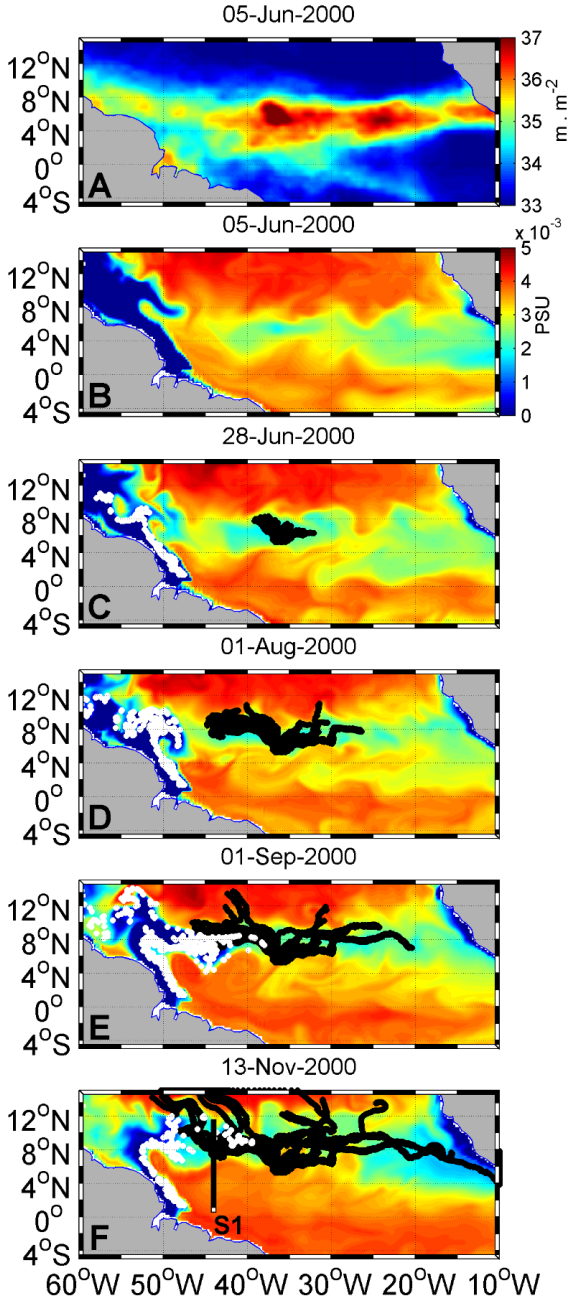 05-Jun-2000
12°N
8°N
4°N
0°
4°S
A
37
36
35
34
33
m . m⁻²
05-Jun-2000
12°N
8°N
4°N
0°
4°S
B
x 10⁻³
5
4
3
2
1
0
PSU
28-Jun-2000
12°N
8°N
4°N
0°
4°S
C
01-Aug-2000
12°N
8°N
4°N
0°
4°S
D
01-Sep-2000
12°N
8°N
4°N
0°
4°S
E
13-Nov-2000
12°N
8°N
4°N
0°
4°S
F
S1
60°W 50°W 40°W 30°W 20°W 10°W